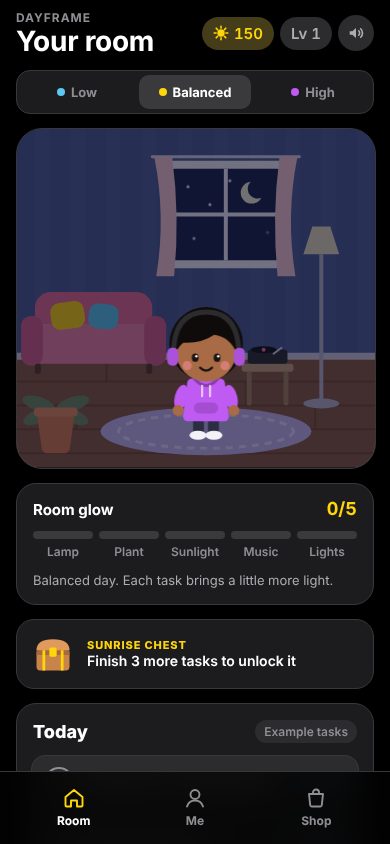 DAYFRAME
Your room
150
Lv 1
Low
Balanced
High
Room glow
0/5
Lamp
Plant
Sunlight
Music
Lights
Balanced day. Each task brings a little more light.
SUNRISE CHEST
Finish 3 more tasks to unlock it
Today
Example tasks
Room
Me
Shop